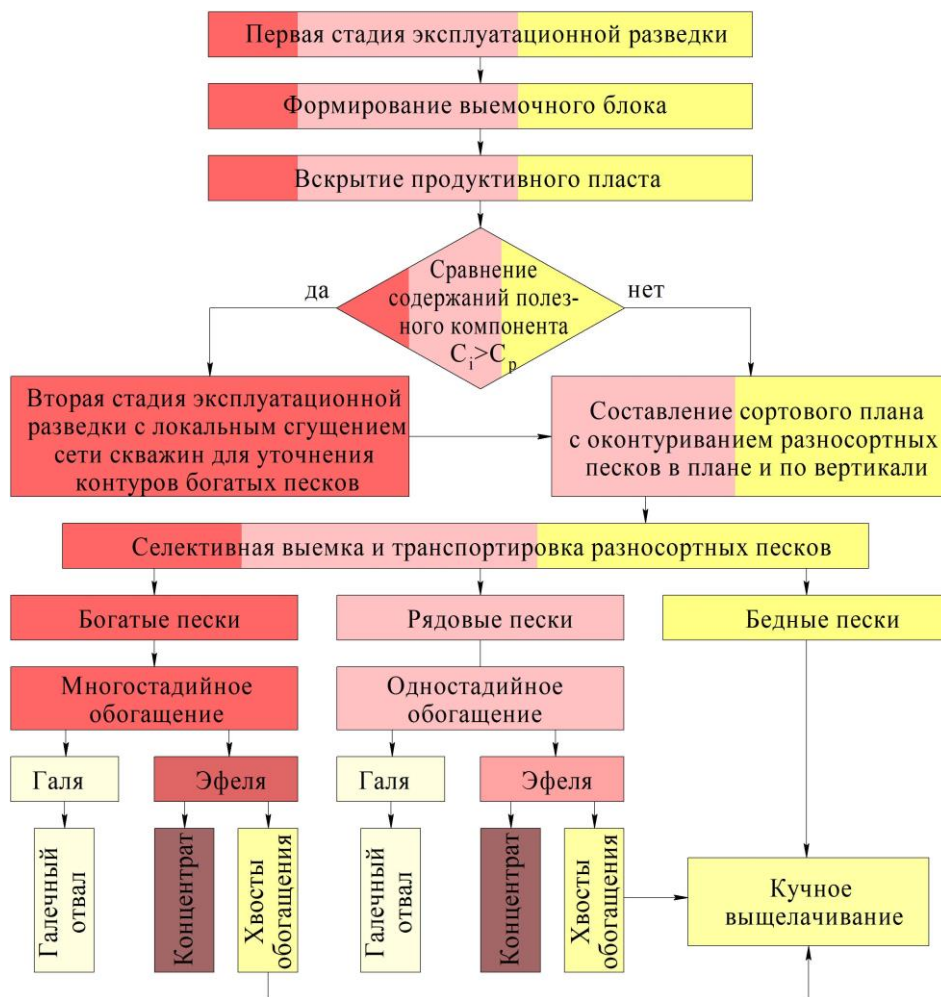 Первая стадия эксплуатационной разведки
Формирование выемочного блока
Вскрытие продуктивного пласта
Сравнение
содержаний полез-
ного компонента
C_i>C_p
да
нет
Вторая стадия эксплуатационной
разведки с локальным сгущением
сети скважин для уточнения
контуров богатых песков
Составление сортового плана
с оконтуриванием разносортных
песков в плане и по вертикали
Селективная выемка и транспортировка разносортных песков
Богатые пески
Рядовые пески
Бедные пески
Многостадийное
обогащение
Одностадийное
обогащение
Галя
Эфеля
Галя
Эфеля
Галечный
отвал
Концентрат
Хвосты
обогащения
Галечный
отвал
Концентрат
Хвосты
обогащения
Кучное
выщелачивание